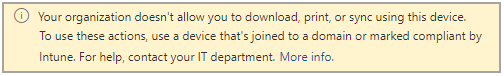 Your organization doesn't allow you to download, print, or sync using this device.
To use these actions, use a device that's joined to a domain or marked compliant by
Intune. For help, contact your IT department. More info.